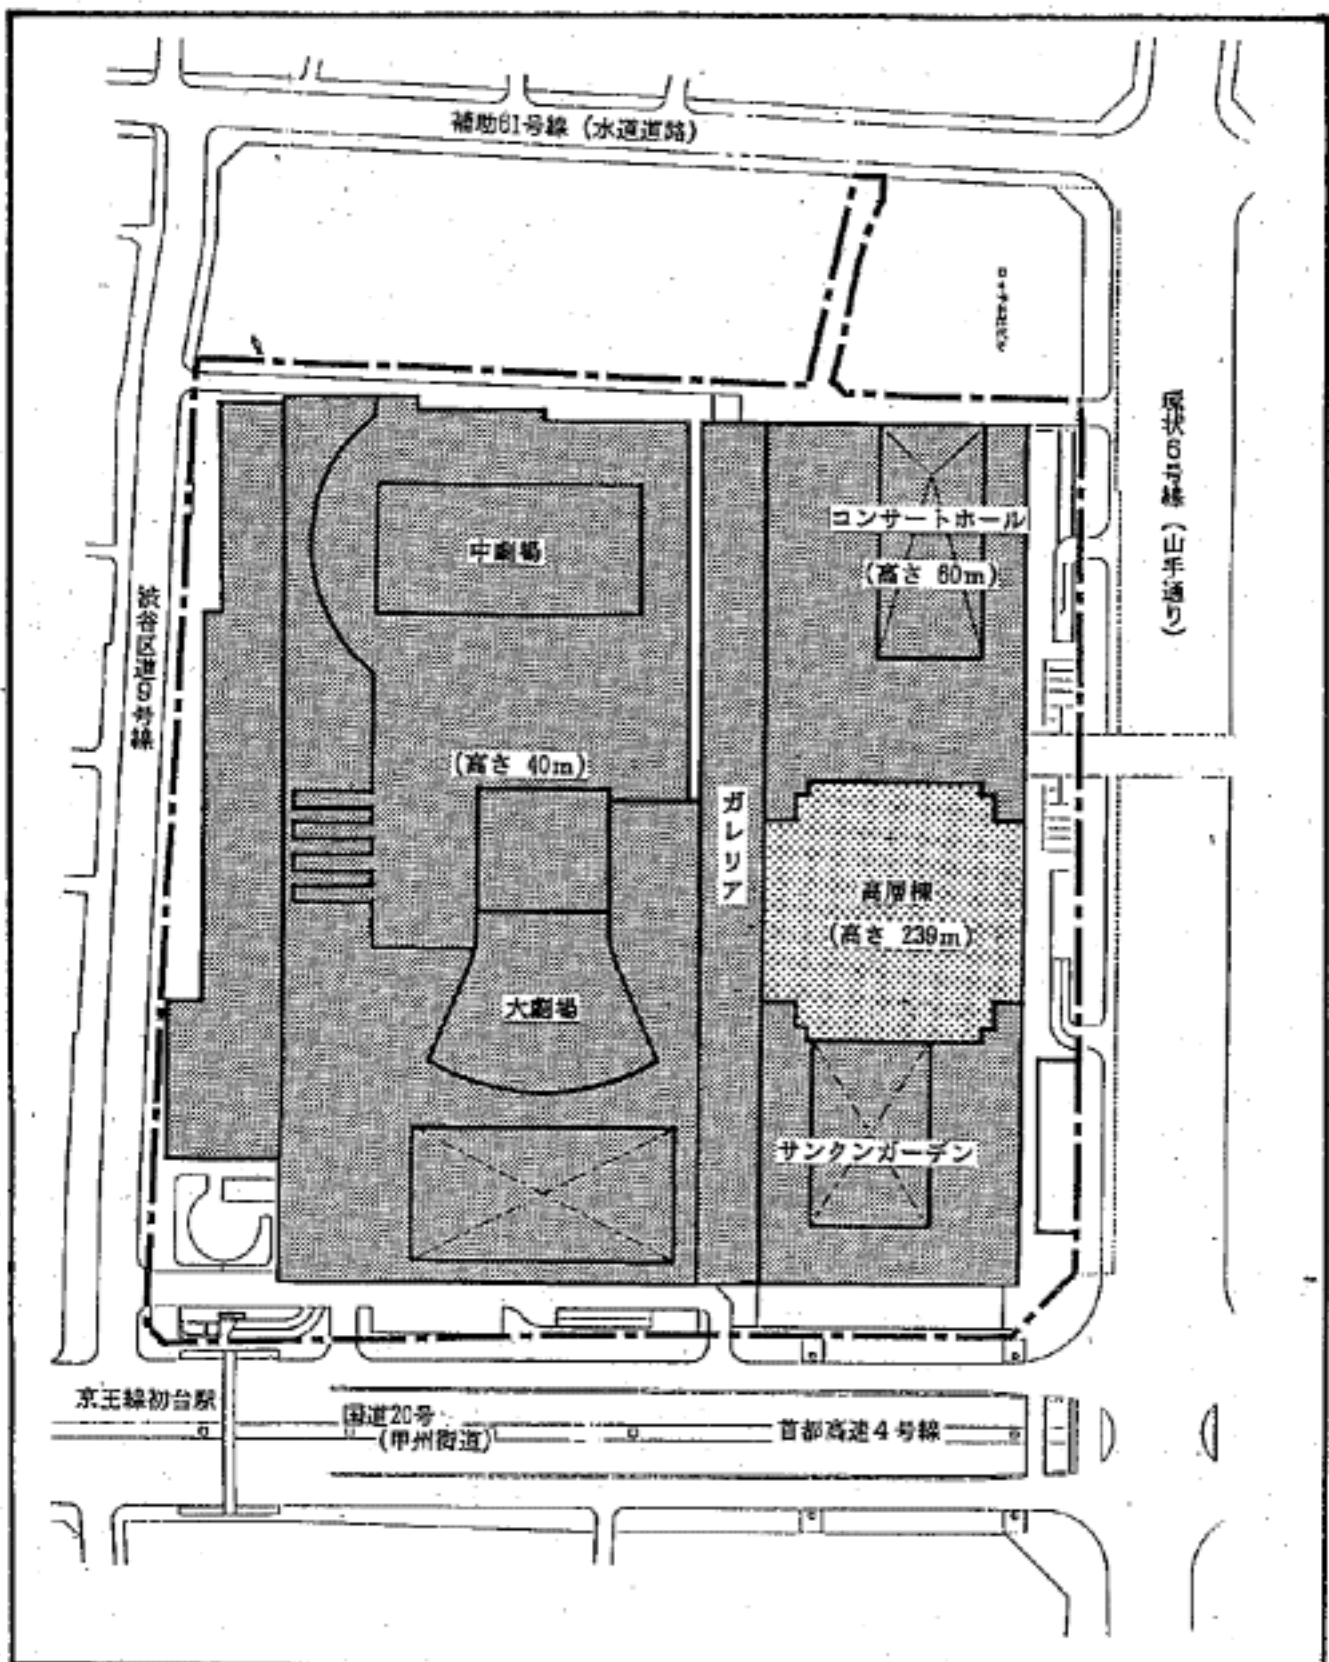 補助61号線 (水道道路)
現状6号線 (山手通り)
コンサートホール
(高さ 60m)
中劇場
渋谷区道9号線
(高さ 40m)
ガレリア
高層棟
(高さ 239m)
大劇場
サンクンガーデン
京王線初台駅
国道20号
(甲州街道)
首都高速4号線